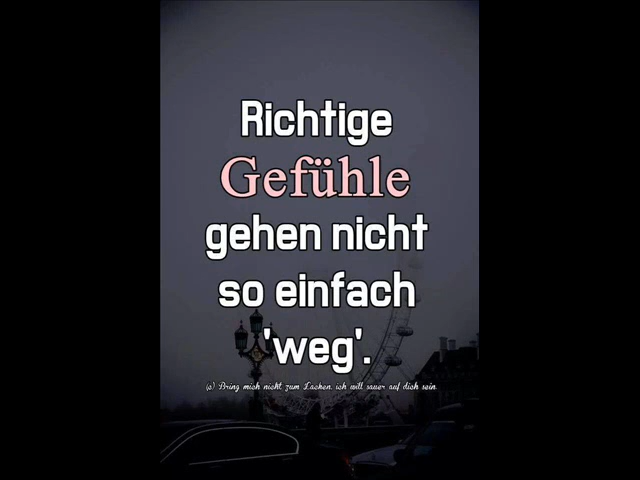 Richtige
Gefühle
gehen nicht
so einfach
'weg'.
(c) Bring mich nicht zum Lachen, ich will sauer auf dich sein.